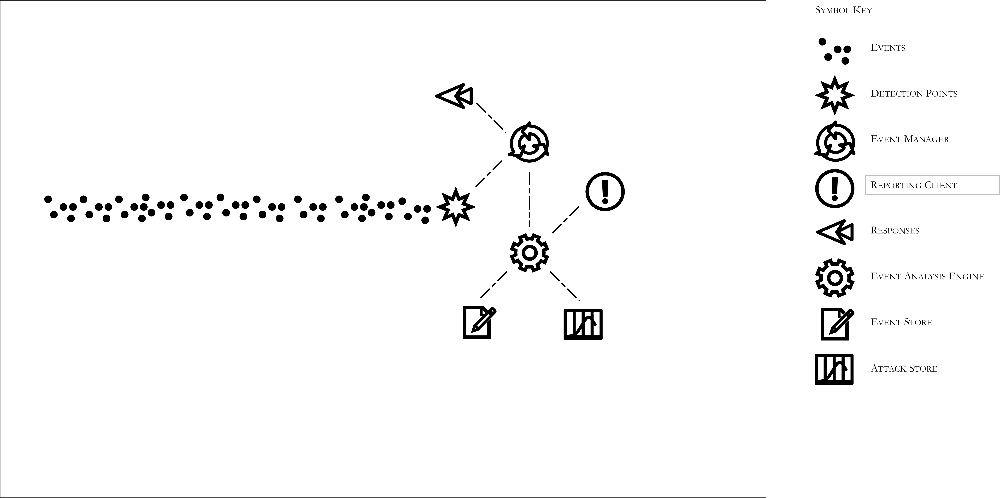 Symbol Key
Events
Detection Points
Event Manager
Reporting Client
Responses
Event Analysis Engine
Event Store
Attack Store